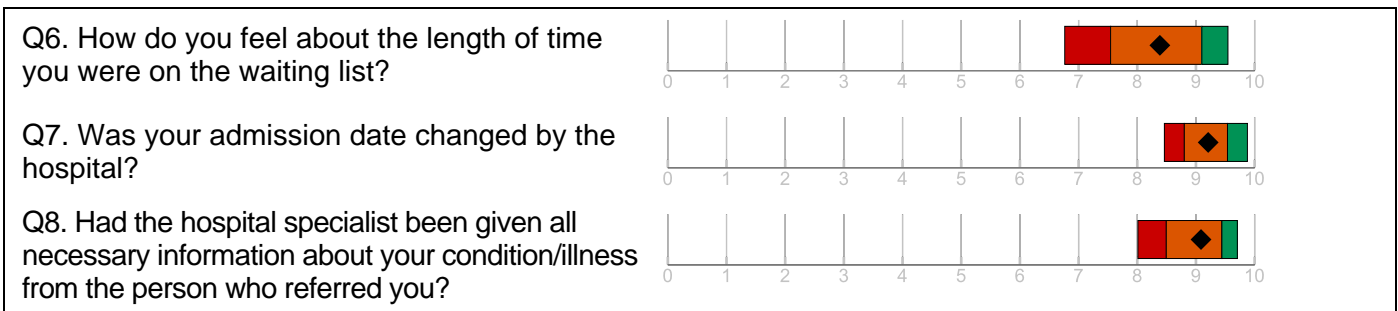 Q6. How do you feel about the length of time
you were on the waiting list?
0 1 2 3 4 5 6 7 8 9 10
Q7. Was your admission date changed by the
hospital?
0 1 2 3 4 5 6 7 8 9 10
Q8. Had the hospital specialist been given all
necessary information about your condition/illness
from the person who referred you?
0 1 2 3 4 5 6 7 8 9 10